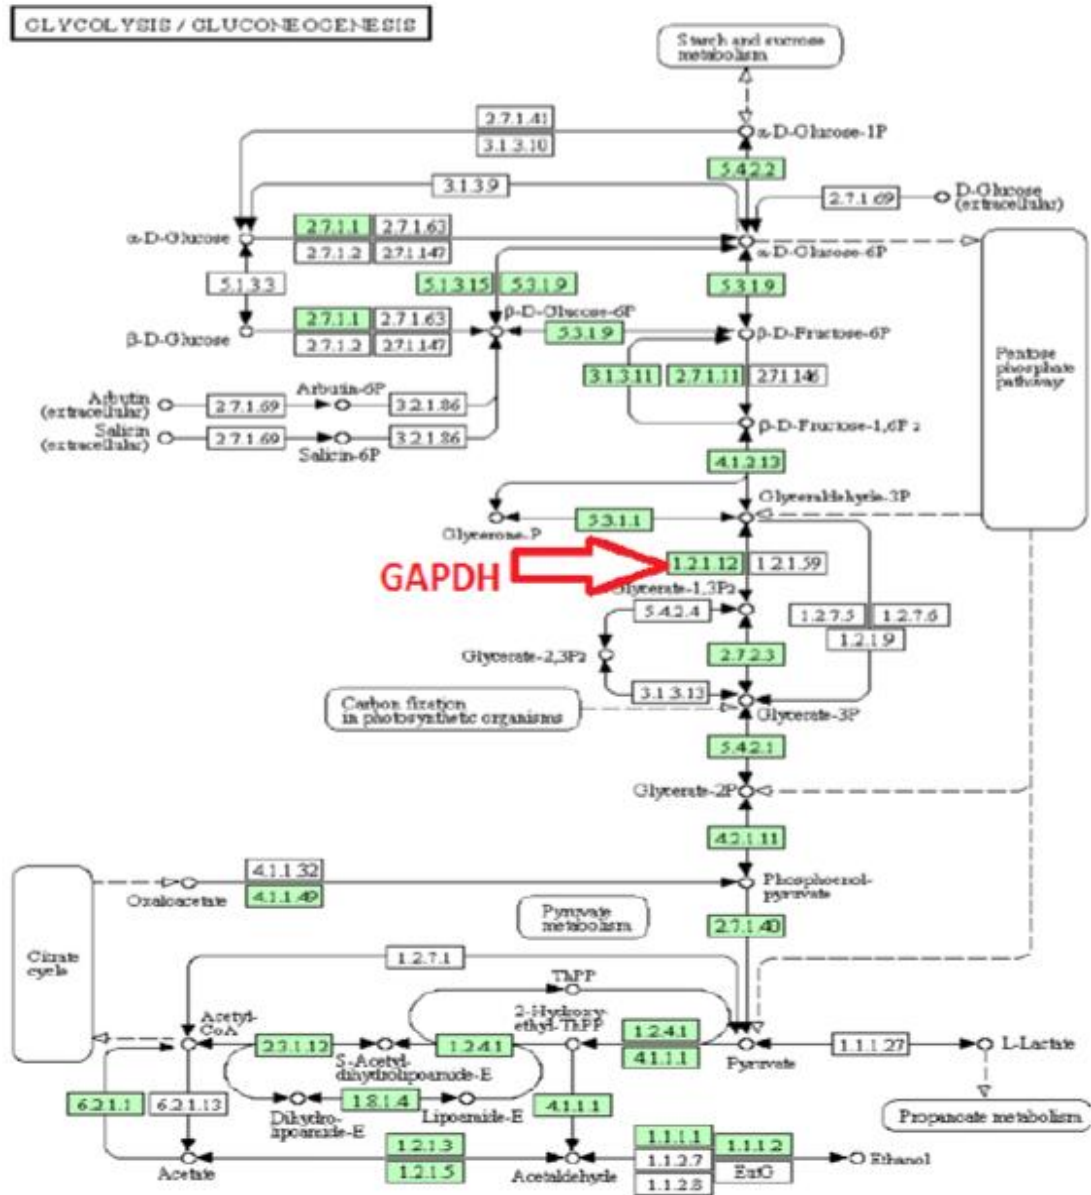 GLYCOLYSIS / GLUCONEOGENESIS
Starch and sucrose
metabolism
2.7.1.41
3.1.3.10
α-D-Glucose-1P
5.4.2.2
3.1.3.9
2.7.1.69
D-Glucose
(extracellular)
α-D-Glucose
2.7.1.1
2.7.1.63
2.7.1.2
2.7.1.147
α-D-Glucose-6P
5.1.3.3
5.1.3.15
5.3.1.9
5.3.1.9
β-D-Glucose-6P
β-D-Glucose
2.7.1.1
2.7.1.63
2.7.1.2
2.7.1.147
5.3.1.9
β-D-Fructose-6P
Pentose
phosphate
pathway
3.1.3.11
2.7.1.11
2.7.1.146
Arbutin
(extracellular)
2.7.1.69
Arbutin-6P
3.2.1.86
Salicin
(extracellular)
2.7.1.69
Salicin-6P
3.2.1.86
β-D-Fructose-1,6P2
4.1.2.13
Glyceraldehyde-3P
Glycerone-P
5.3.1.1
GAPDH
1.2.1.12
1.2.1.59
Glycerate-1,3P2
5.4.2.4
1.2.7.5
1.2.7.6
1.2.1.9
Glycerate-2,3P2
2.7.2.3
3.1.3.13
Carbon fixation
in photosynthetic organisms
Glycerate-3P
5.4.2.1
Glycerate-2P
4.2.1.11
4.1.1.32
Oxaloacetate
4.1.1.49
Phosphoenol-
pyruvate
Pyruvate
metabolism
2.7.1.40
Citrate
cycle
1.2.7.1
ThPP
Acetyl-
CoA
2-Hydroxy-
ethyl-ThPP
2.3.1.12
S-Acetyl-
dihydrolipoamide-E
1.2.4.1
1.2.4.1
4.1.1.1
Pyruvate
1.1.1.27
L-Lactate
6.2.1.1
6.2.1.13
Dihydro-
lipoamide-E
1.8.1.4
Lipoamide-E
4.1.1.1
Propanoate metabolism
Acetate
1.2.1.3
1.2.1.5
Acetaldehyde
1.1.1.1
1.1.2.7
1.1.2.8
1.1.1.2
EutG
Ethanol